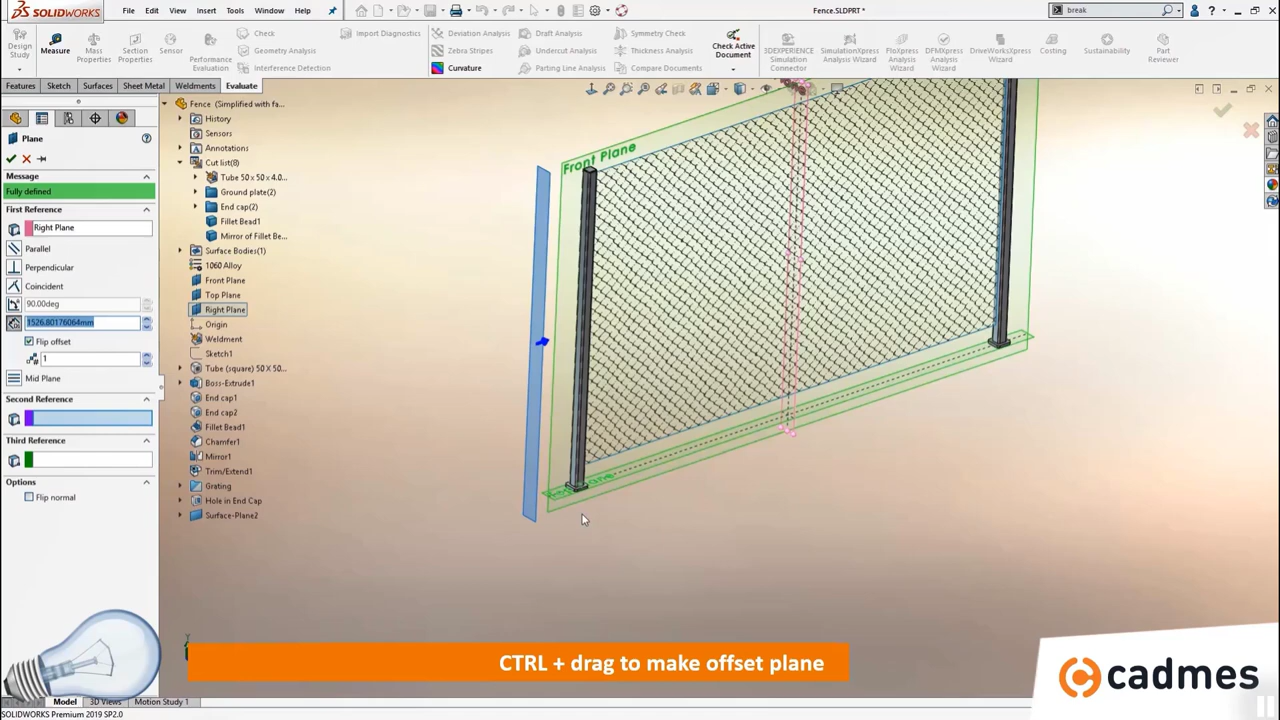 SOLIDWORKS
File
Edit
View
Insert
Tools
Window
Help
Fence.SLDPRT *
break
Design Study
Measure
Mass Properties
Section Properties
Sensor
Performance Evaluation
Check
Geometry Analysis
Interference Detection
Import Diagnostics
Deviation Analysis
Zebra Stripes
Curvature
Draft Analysis
Undercut Analysis
Parting Line Analysis
Symmetry Check
Thickness Analysis
Compare Documents
Check Active Document
3DEXPERIENCE Simulation Connector
SimulationXpress Analysis Wizard
FloXpress Analysis Wizard
DFMXpress Analysis Wizard
DriveWorksXpress Wizard
Costing
Sustainability
Part Reviewer
Features
Sketch
Surfaces
Sheet Metal
Weldments
Evaluate
Plane
Message
Fully defined
First Reference
Right Plane
Parallel
Perpendicular
Coincident
90.00deg
1526.80176064mm
Flip offset
1
Mid Plane
Second Reference
Third Reference
Options
Flip normal
Fence (Simplified with fa...
History
Sensors
Annotations
Cut list(8)
Tube 50 x 50 x 4.0...
Ground plate(2)
End cap(2)
Fillet Bead1
Mirror of Fillet Be...
Surface Bodies(1)
1060 Alloy
Front Plane
Top Plane
Right Plane
Origin
Weldment
Sketch1
Tube (square) 50 X 50...
Boss-Extrude1
End cap1
End cap2
Fillet Bead1
Chamfer1
Mirror1
Trim/Extend1
Grating
Hole in End Cap
Surface-Plane2
Front Plane
CTRL + drag to make offset plane
cadmes
Model
3D Views
Motion Study 1
SOLIDWORKS Premium 2019 SP2.0